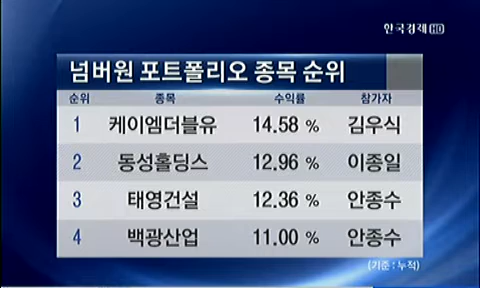 한국경제 HD
넘버원 포트폴리오 종목 순위
순위 종목 수익률 참가자
1 케이엠더블유 14.58 % 김우식
2 동성홀딩스 12.96 % 이종일
3 태영건설 12.36 % 안종수
4 백광산업 11.00 % 안종수
(기준 : 누적)